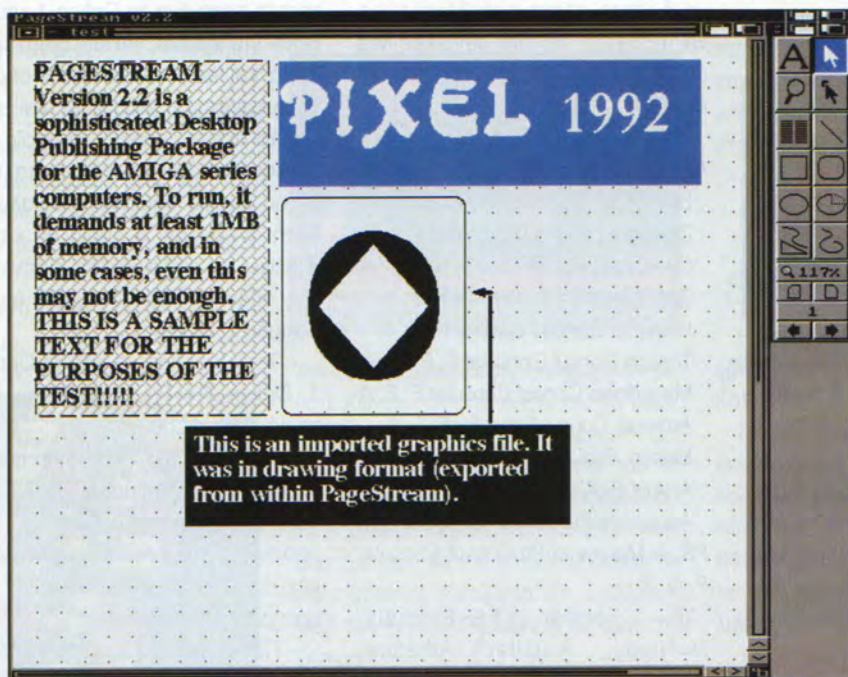 PageStream v2.2
test
PAGESTREAM
Version 2.2 is a
sophisticated Desktop
Publishing Package
for the AMIGA series
computers. To run, it
demands at least 1MB
of memory, and in
some cases, even this
may not be enough.
THIS IS A SAMPLE
TEXT FOR THE
PURPOSES OF THE
TEST!!!!!
PIXEL 1992
This is an imported graphics file. It
was in drawing format (exported
from within PageStream).
A
117%
1